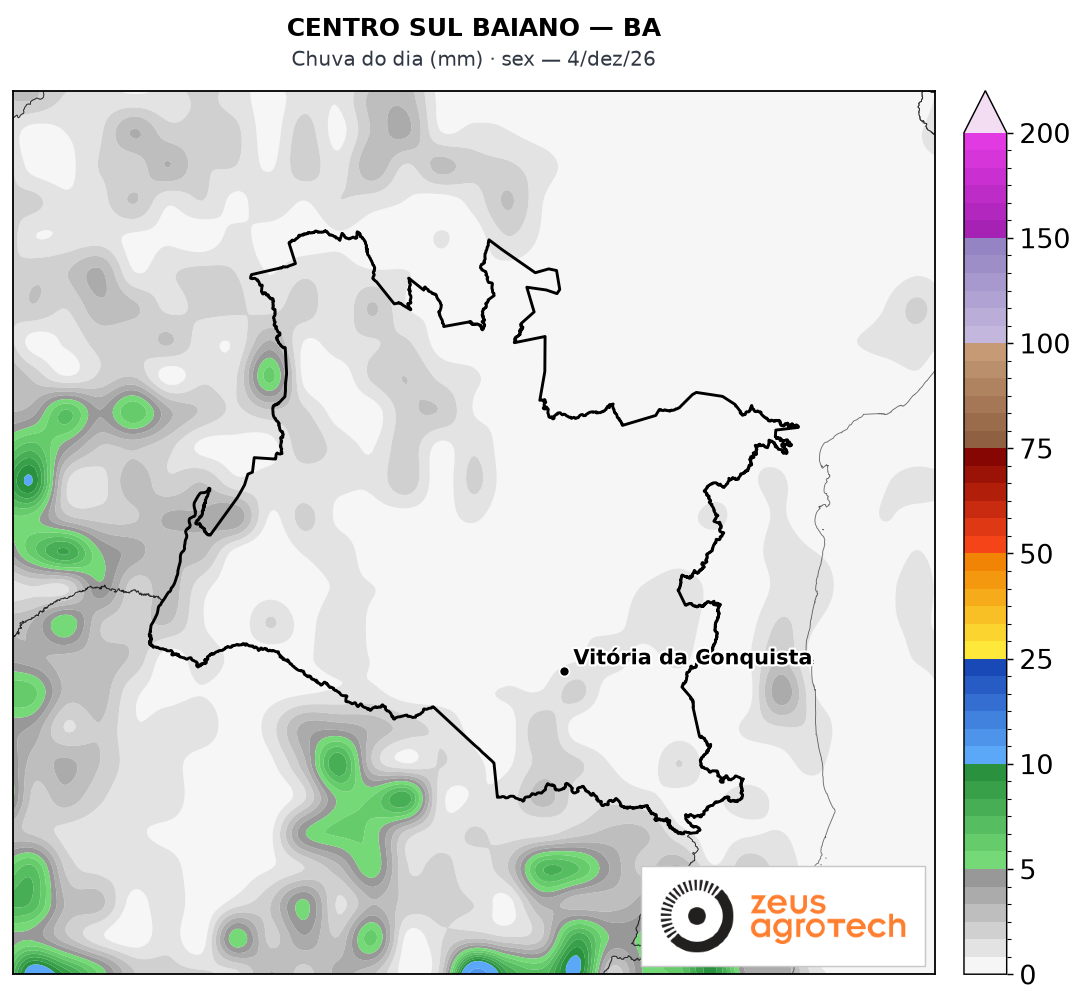 CENTRO SUL BAIANO — BA
Chuva do dia (mm) · sex — 4/dez/26
200
150
100
75
50
25
10
5
0
Vitória da Conquista
zeus
agrotech